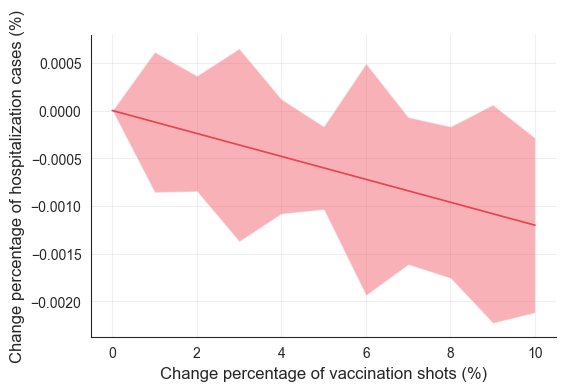 Change percentage of hospitalization cases (%)
0.0005
0.0000
−0.0005
−0.0010
−0.0015
−0.0020
0 2 4 6 8 10
Change percentage of vaccination shots (%)